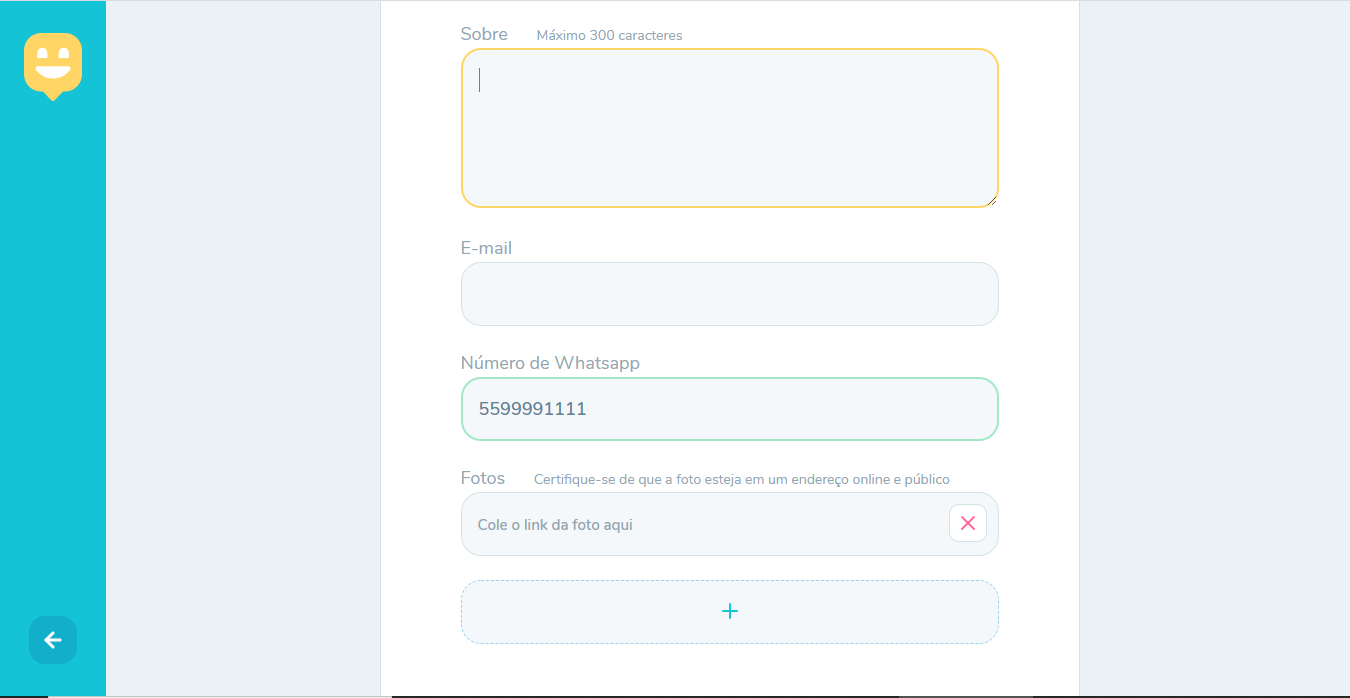 Sobre Máximo 300 caracteres
E-mail
Número de Whatsapp
5599991111
Fotos Certifique-se de que a foto esteja em um endereço online e público
Cole o link da foto aqui